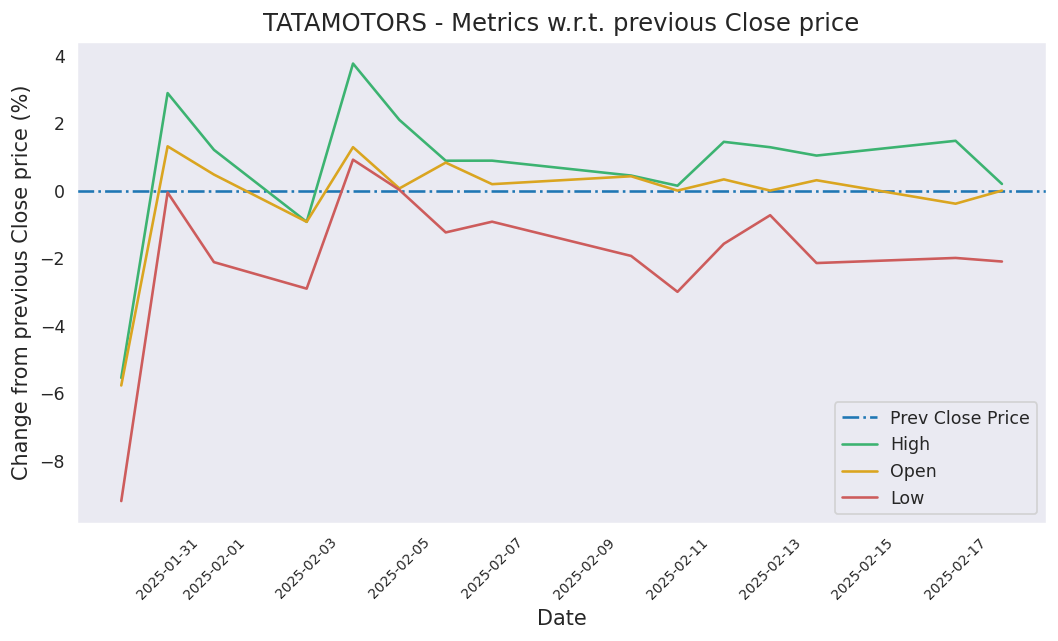 TATAMOTORS - Metrics w.r.t. previous Close price
Change from previous Close price (%)
4
2
0
−2
−4
−6
−8
Prev Close Price
High
Open
Low
2025-01-31
2025-02-01
2025-02-03
2025-02-05
2025-02-07
2025-02-09
2025-02-11
2025-02-13
2025-02-15
2025-02-17
Date